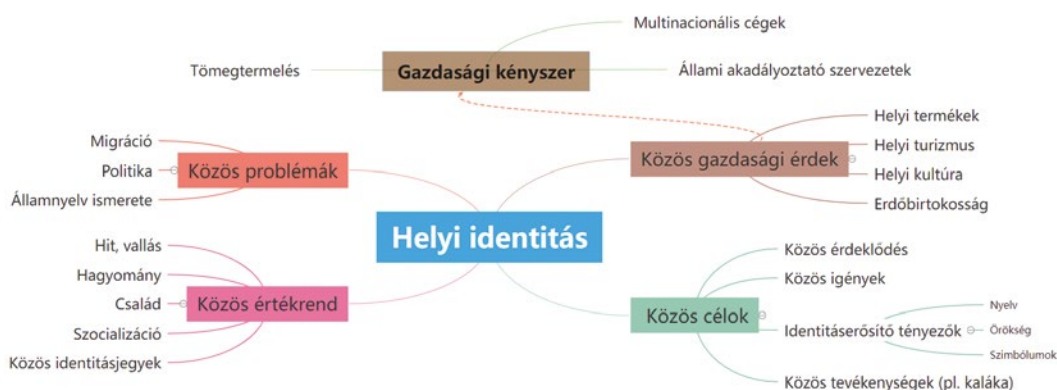 Multinacionális cégek
Gazdasági kényszer
Tömegtermelés
Állami akadályoztató szervezetek
Migráció
Politika
Államnyelv ismerete
Közös problémák
Közös gazdasági érdek
Helyi termékek
Helyi turizmus
Helyi kultúra
Erdőbirtokosság
Helyi identitás
Hit, vallás
Hagyomány
Család
Szocializáció
Közös identitásjegyek
Közös értékrend
Közös célok
Közös érdeklődés
Közös igények
Identitáserősítő tényezők
Nyelv
Örökség
Szimbólumok
Közös tevékenységek (pl. kaláka)